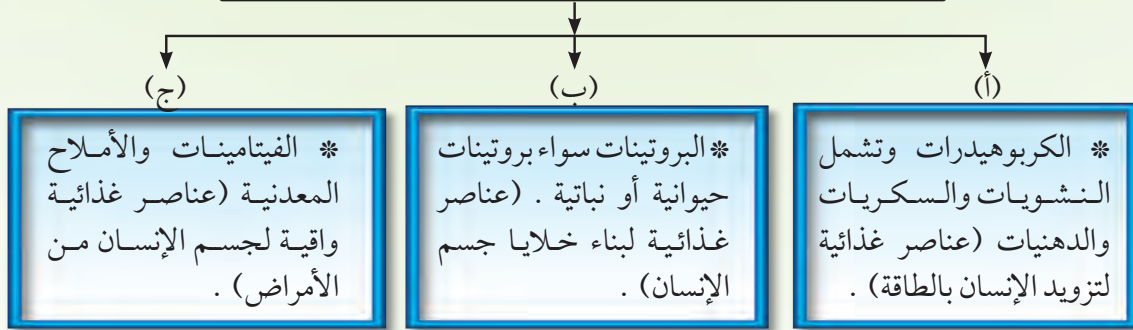 (أ)
* الكربوهيدرات وتشمل
النشويات والسكريات
والدهنيات (عناصر غذائية
لتزويد الإنسان بالطاقة) .
(ب)
* البروتينات سواء بروتينات
حيوانية أو نباتية . (عناصر
غذائية لبناء خلايا جسم
الإنسان) .
(ج)
* الفيتامينات والأملاح
المعدنية (عناصر غذائية
واقية لجسم الإنسان من
الأمراض) .